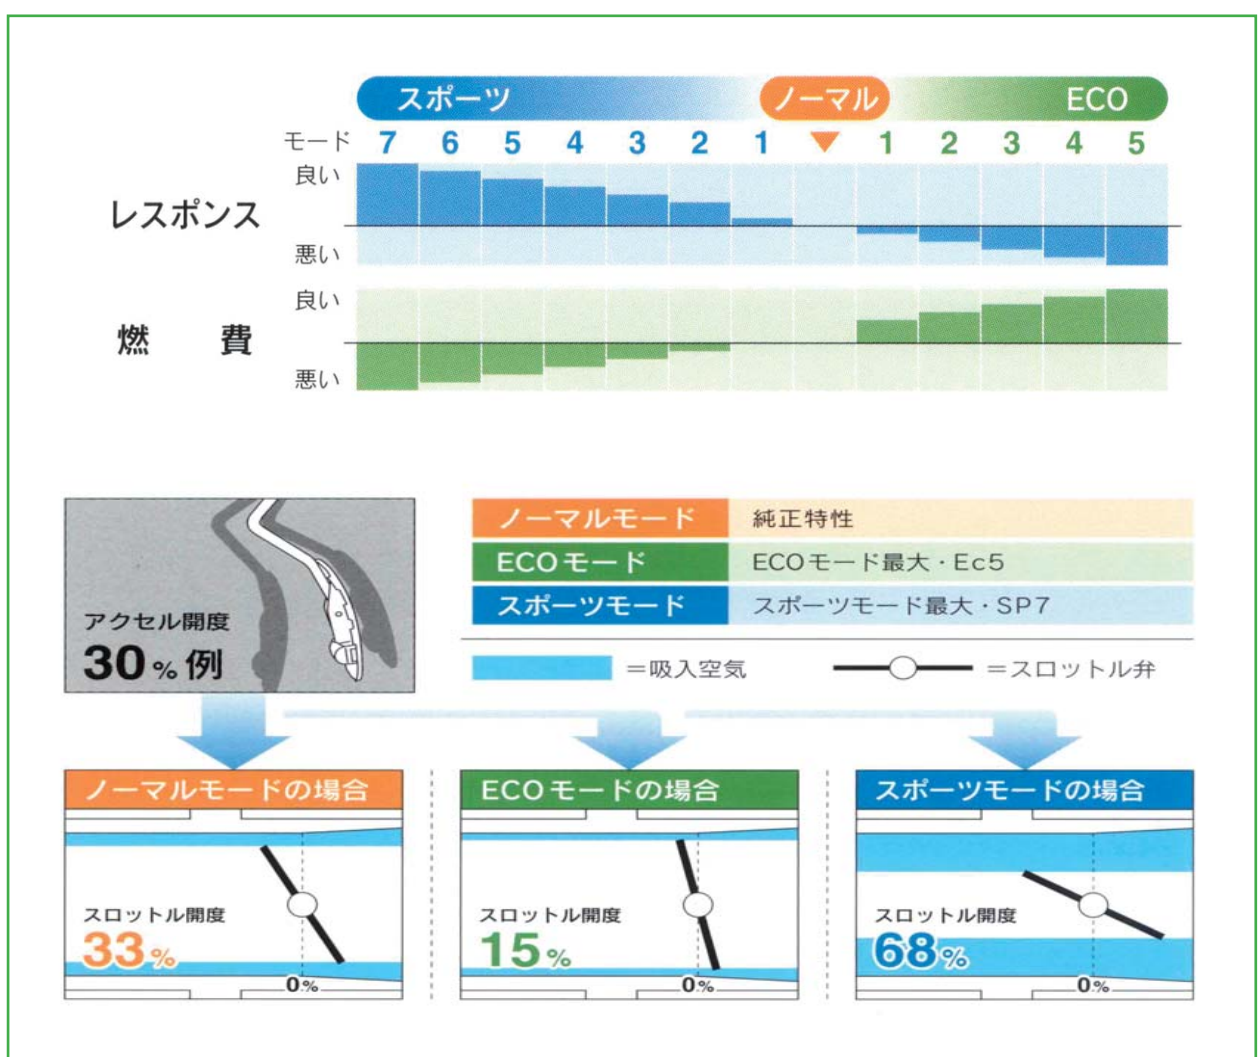 スポーツ ノーマル ECO
モード 7 6 5 4 3 2 1 ▼ 1 2 3 4 5
良い
レスポンス
悪い
良い
燃 費
悪い
ノーマルモード 純正特性
ECOモード ECOモード最大・Ec5
スポーツモード スポーツモード最大・SP7
アクセル開度
30%例
=吸入空気 =スロットル弁
ノーマルモードの場合
スロットル開度
33%
0%
ECOモードの場合
スロットル開度
15%
0%
スポーツモードの場合
スロットル開度
68%
0%